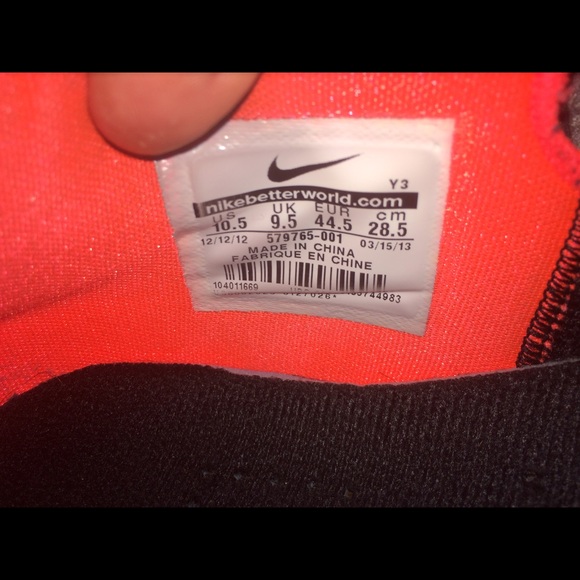 Y3
nikebetterworld.com
US UK EUR cm
10.5 9.5 44.5 28.5
12/12/12 579765-001 03/15/13
MADE IN CHINA
FABRIQUE EN CHINE
104011669